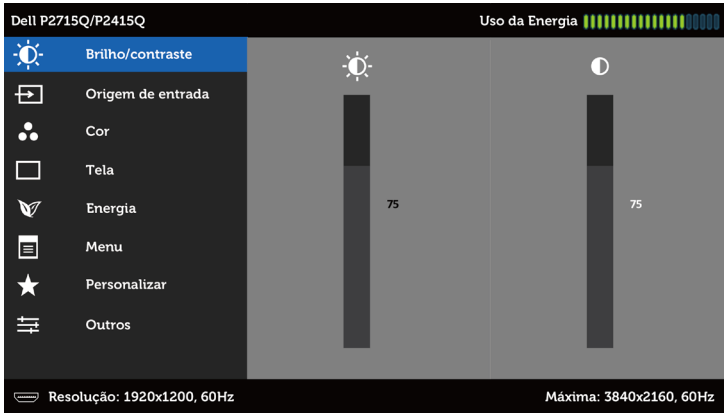 Dell P2715Q/P2415Q
Uso da Energia
Brilho/contraste
Origem de entrada
Cor
Tela
Energia
Menu
Personalizar
Outros
75
75
Resolução: 1920x1200, 60Hz
Máxima: 3840x2160, 60Hz